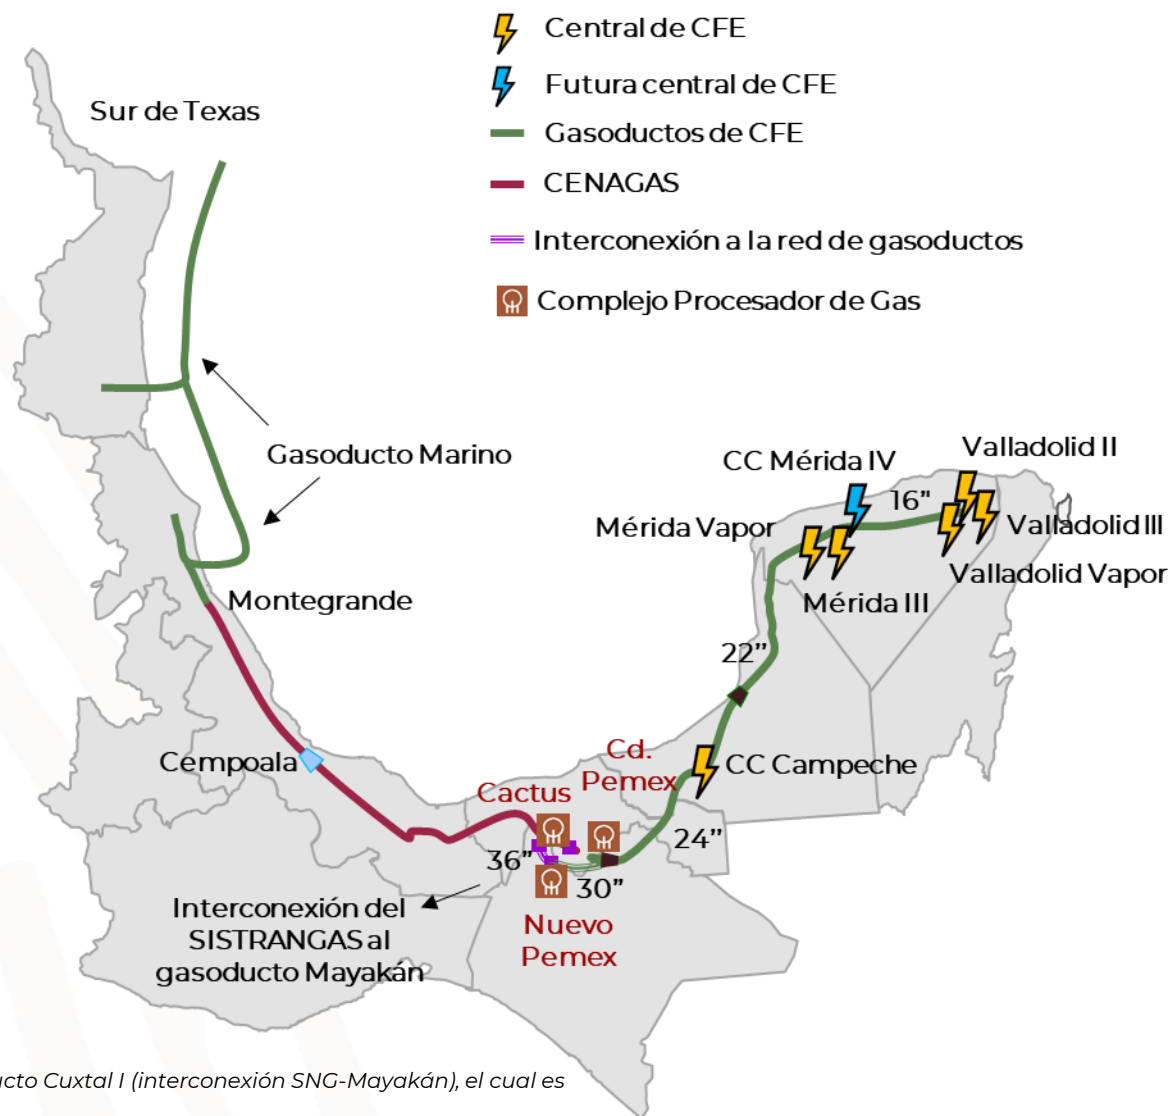 Central de CFE
Futura central de CFE
Gasoductos de CFE
CENAGAS
Interconexión a la red de gasoductos
Complejo Procesador de Gas
Sur de Texas
Gasoducto Marino
Montegrande
Cempoala
Cactus
Cd.
Pemex
36”
30”
Nuevo
Pemex
Interconexión del
SISTRANGAS al
gasoducto Mayakán
24”
CC Campeche
22”
Mérida Vapor
Mérida III
CC Mérida IV
16”
Valladolid II
Valladolid III
Valladolid Vapor
cto Cuxtal I (interconexión SNG-Mayakán), el cual es